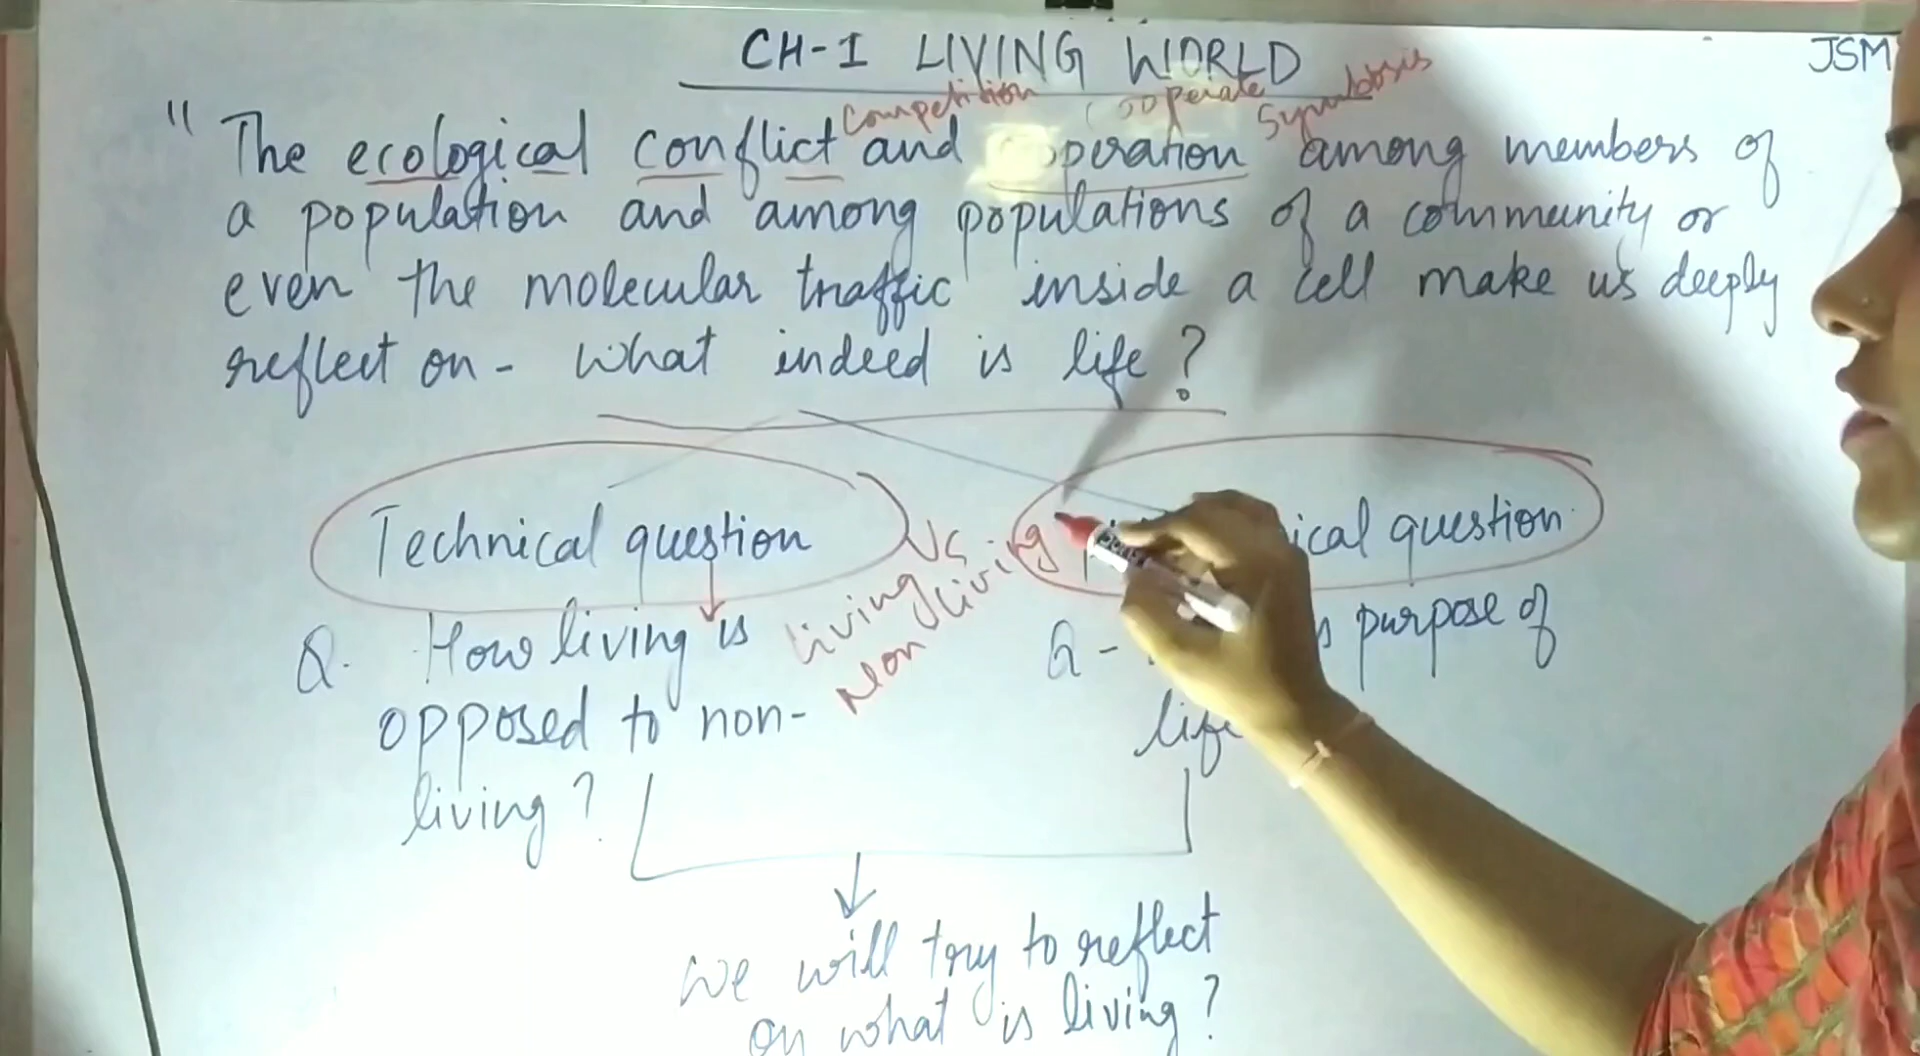 CH-1 LIVING WORLD
JSM
Competition cooperate Symbiosis
" The ecological conflict and operation among members of
a population and among populations of a community or
even the molecular traffic inside a cell make us deeply
reflect on - what indeed is life?
Technical question
Vs
ical question
living
Non living
Q. How living is
opposed to non-
living?
Q - purpose of
life
we will try to reflect
on what is living?